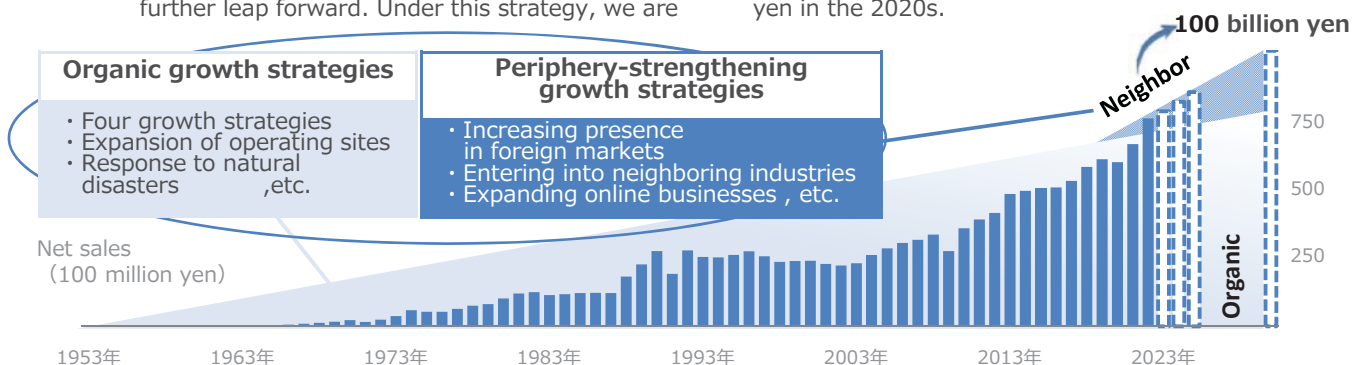 further leap forward. Under this strategy, we are yen in the 2020s.
100 billion yen
Organic growth strategies
・Four growth strategies
・Expansion of operating sites
・Response to natural
disasters ,etc.
Periphery-strengthening
growth strategies
・Increasing presence
in foreign markets
・Entering into neighboring industries
・Expanding online businesses , etc.
Neighbor
750
500
250
Organic
Net sales
（100 million yen）
1953年 1963年 1973年 1983年 1993年 2003年 2013年 2023年